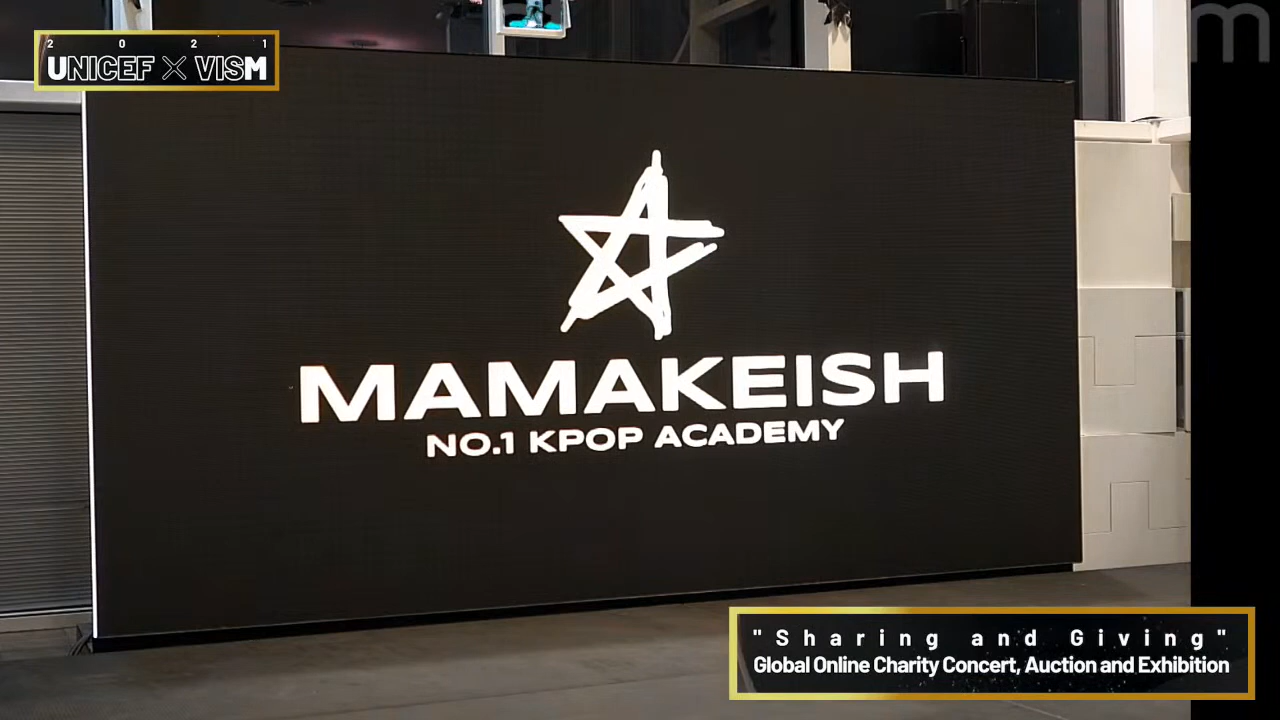 2 0 2 1
UNICEF × VISM
m
MAMAKEISH
NO.1 KPOP ACADEMY
"Sharing and Giving"
Global Online Charity Concert, Auction and Exhibition